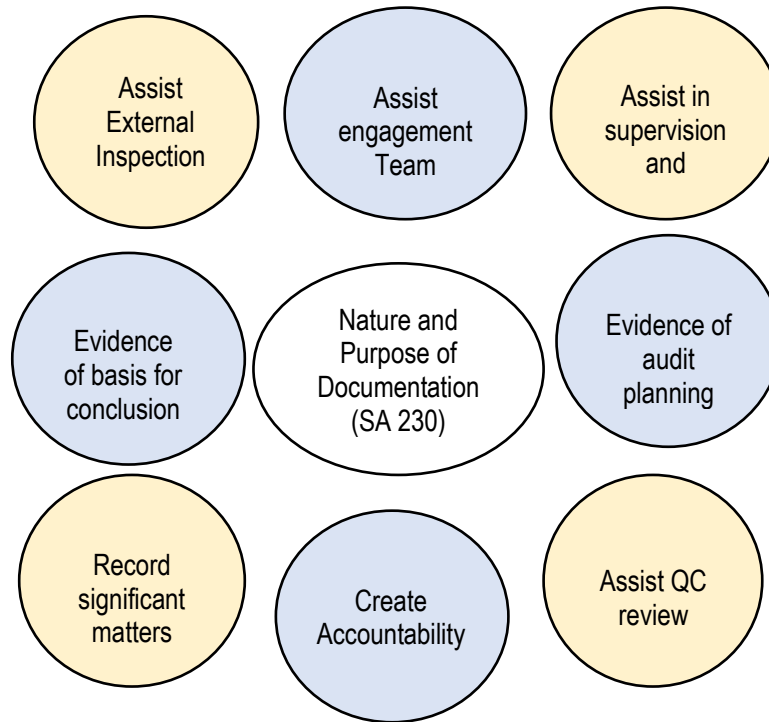 Assist
External
Inspection
Assist
engagement
Team
Assist in
supervision
and
Evidence
of basis for
conclusion
Nature and
Purpose of
Documentation
(SA 230)
Evidence of
audit
planning
Record
significant
matters
Create
Accountability
Assist QC
review